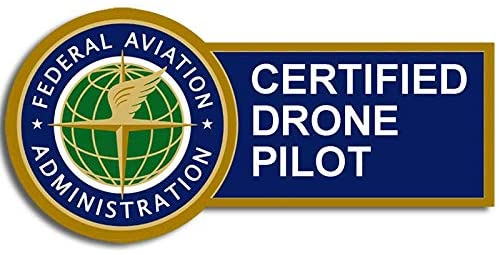 FEDERAL AVIATION
ADMINISTRATION
CERTIFIED
DRONE
PILOT